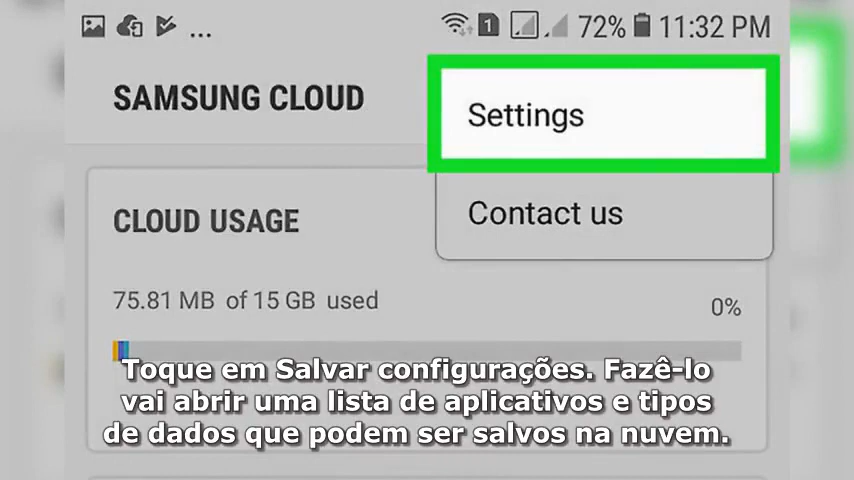 ... 1 72% 11:32 PM
SAMSUNG CLOUD
Settings
Contact us
CLOUD USAGE
75.81 MB of 15 GB used
0%
Toque em Salvar configurações. Fazê-lo
vai abrir uma lista de aplicativos e tipos
de dados que podem ser salvos na nuvem.